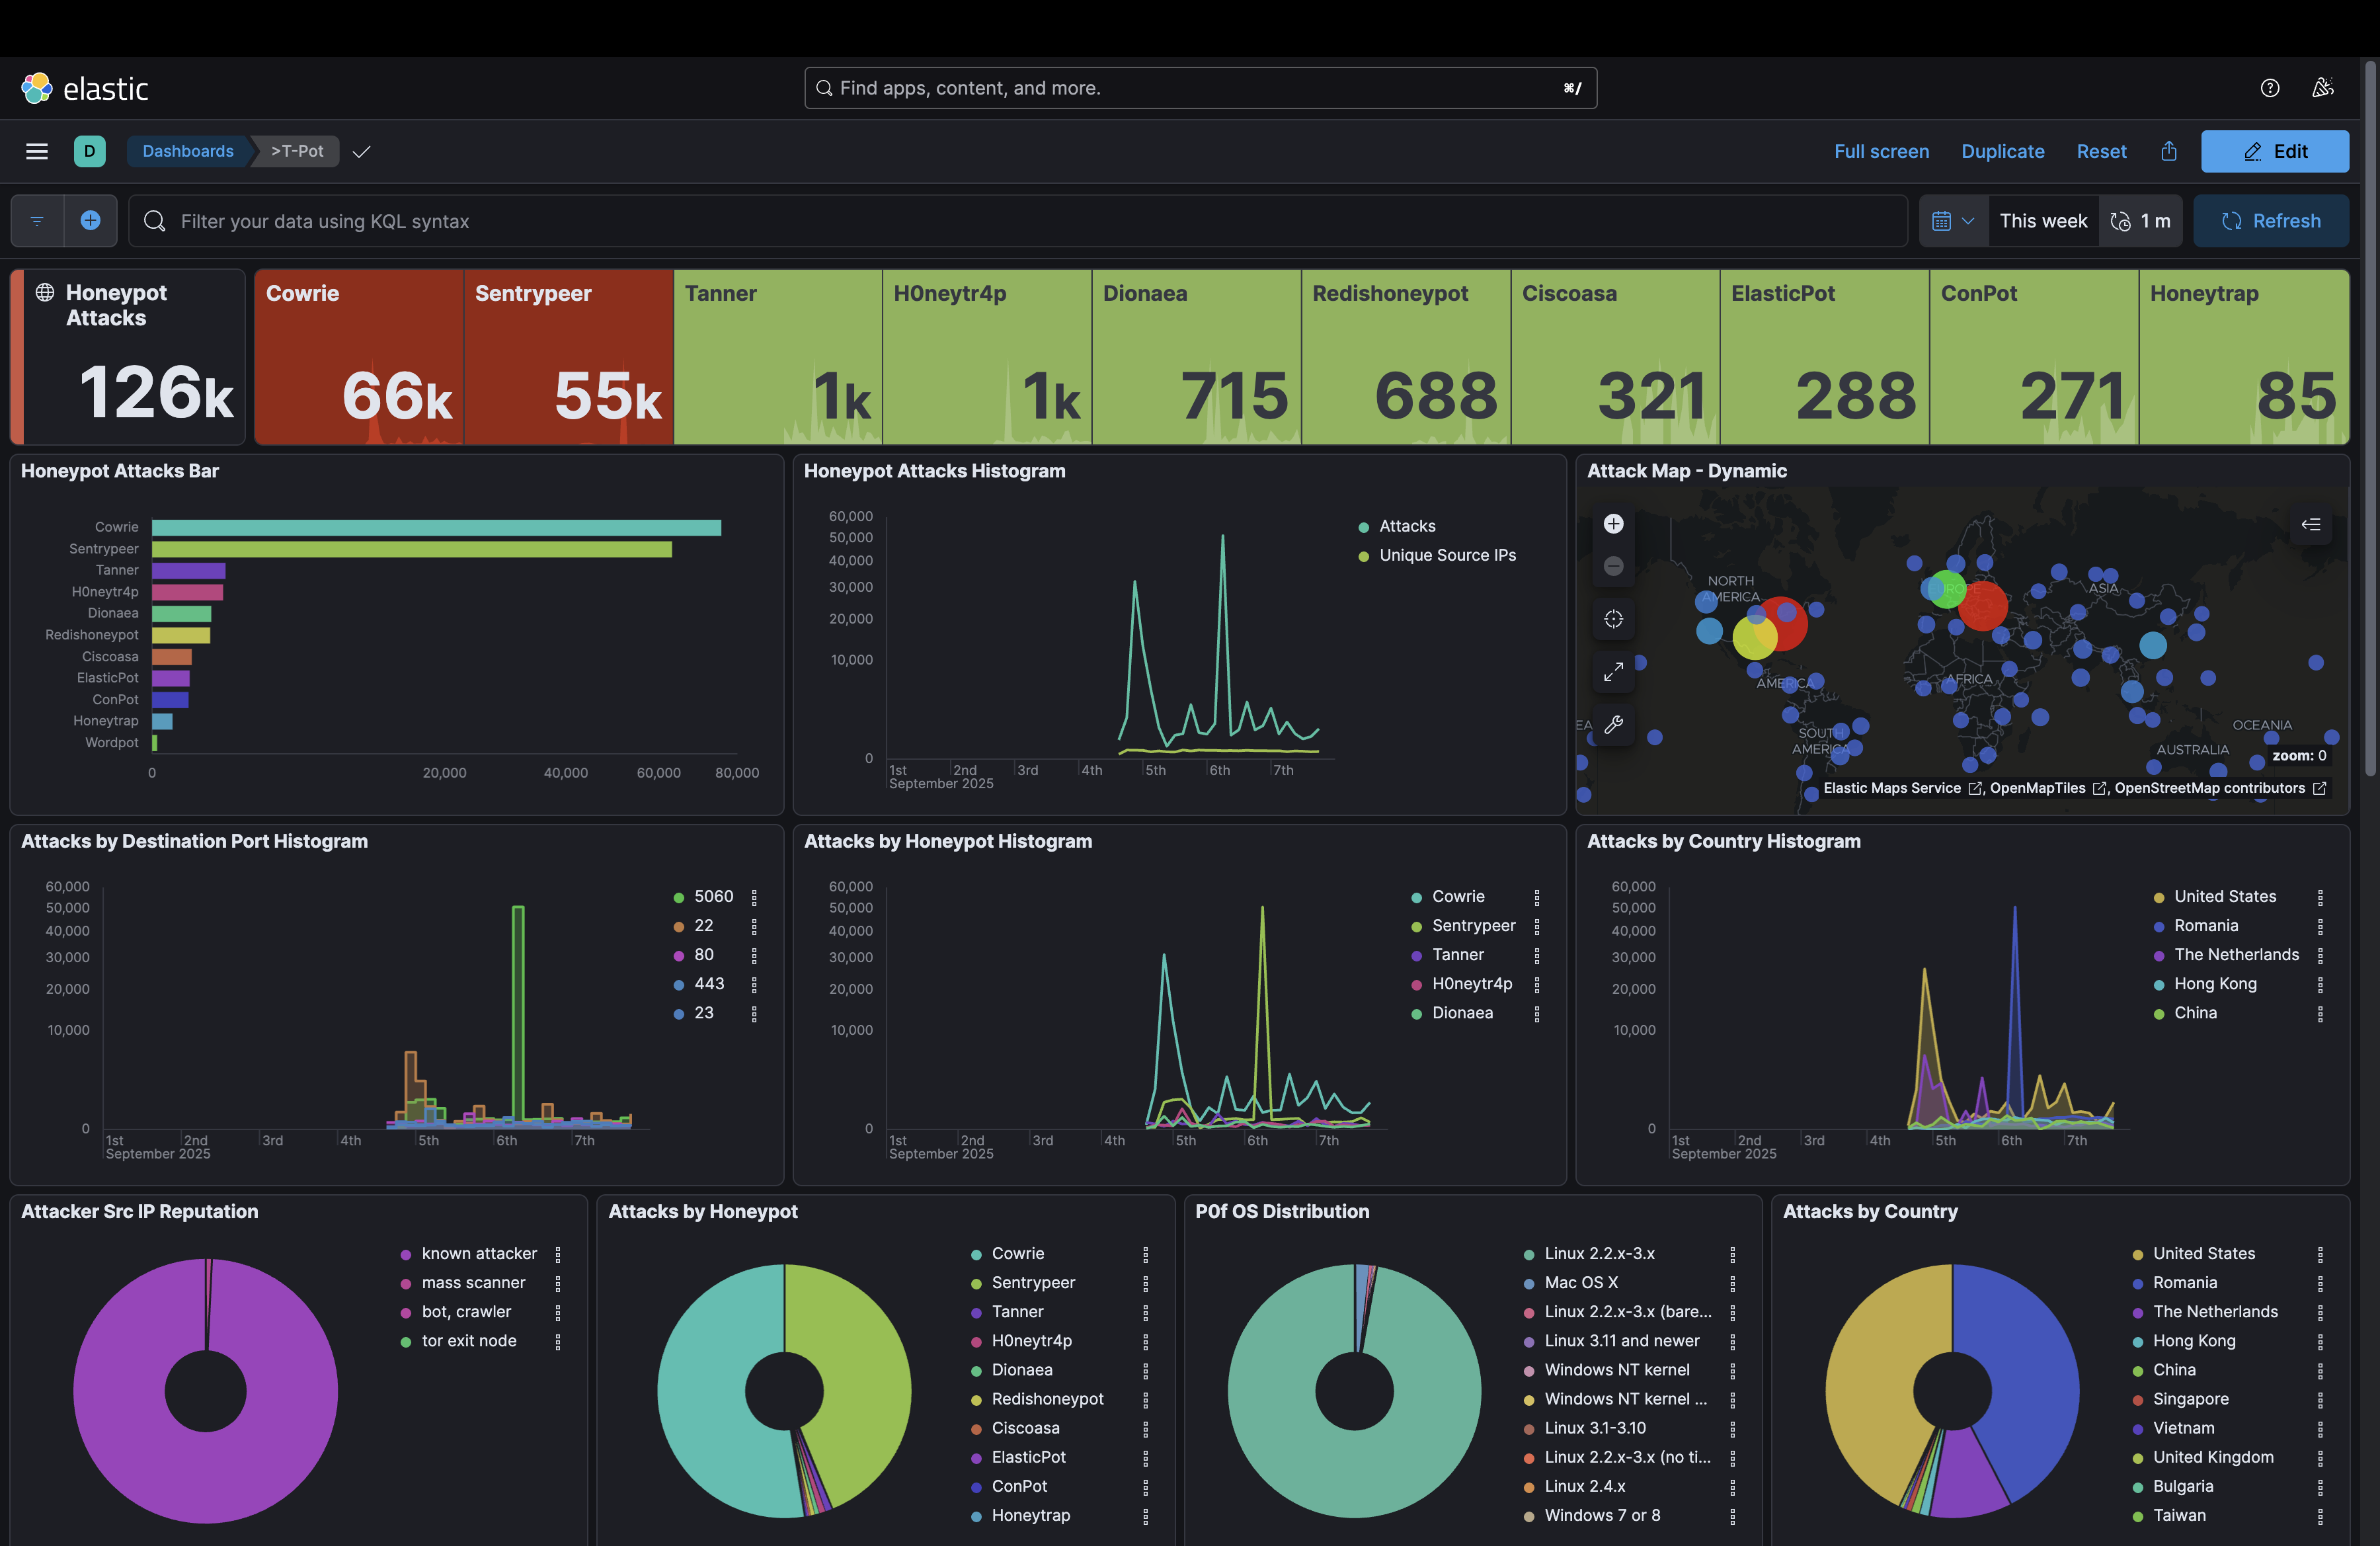 elastic
Find apps, content, and more.
⌘/
D
Dashboards
>T-Pot
Full screen
Duplicate
Reset
Edit
Filter your data using KQL syntax
This week
1 m
Refresh
Honeypot
Attacks
126k
Cowrie
66k
Sentrypeer
55k
Tanner
1k
H0neytr4p
1k
Dionaea
715
Redishoneypot
688
Ciscoasa
321
ElasticPot
288
ConPot
271
Honeytrap
85
Honeypot Attacks Bar
Cowrie
Sentrypeer
Tanner
H0neytr4p
Dionaea
Redishoneypot
Ciscoasa
ElasticPot
ConPot
Honeytrap
Wordpot
0
20,000
40,000
60,000
80,000
Honeypot Attacks Histogram
60,000
50,000
40,000
30,000
20,000
10,000
0
1st
2nd
3rd
4th
5th
6th
7th
September 2025
Attacks
Unique Source IPs
Attack Map - Dynamic
NORTH
AMERICA
ASIA
AMERICA
AFRICA
SOUTH
AMERICA
OCEANIA
AUSTRALIA
zoom: 0
Elastic Maps Service , OpenMapTiles , OpenStreetMap contributors
Attacks by Destination Port Histogram
60,000
50,000
40,000
30,000
20,000
10,000
0
1st
2nd
3rd
4th
5th
6th
7th
September 2025
5060
22
80
443
23
Attacks by Honeypot Histogram
60,000
50,000
40,000
30,000
20,000
10,000
0
1st
2nd
3rd
4th
5th
6th
7th
September 2025
Cowrie
Sentrypeer
Tanner
H0neytr4p
Dionaea
Attacks by Country Histogram
60,000
50,000
40,000
30,000
20,000
10,000
0
1st
2nd
3rd
4th
5th
6th
7th
September 2025
United States
Romania
The Netherlands
Hong Kong
China
Attacker Src IP Reputation
known attacker
mass scanner
bot, crawler
tor exit node
Attacks by Honeypot
Cowrie
Sentrypeer
Tanner
H0neytr4p
Dionaea
Redishoneypot
Ciscoasa
ElasticPot
ConPot
Honeytrap
P0f OS Distribution
Linux 2.2.x-3.x
Mac OS X
Linux 2.2.x-3.x (bare...
Linux 3.11 and newer
Windows NT kernel
Windows NT kernel ...
Linux 3.1-3.10
Linux 2.2.x-3.x (no ti...
Linux 2.4.x
Windows 7 or 8
Attacks by Country
United States
Romania
The Netherlands
Hong Kong
China
Singapore
Vietnam
United Kingdom
Bulgaria
Taiwan